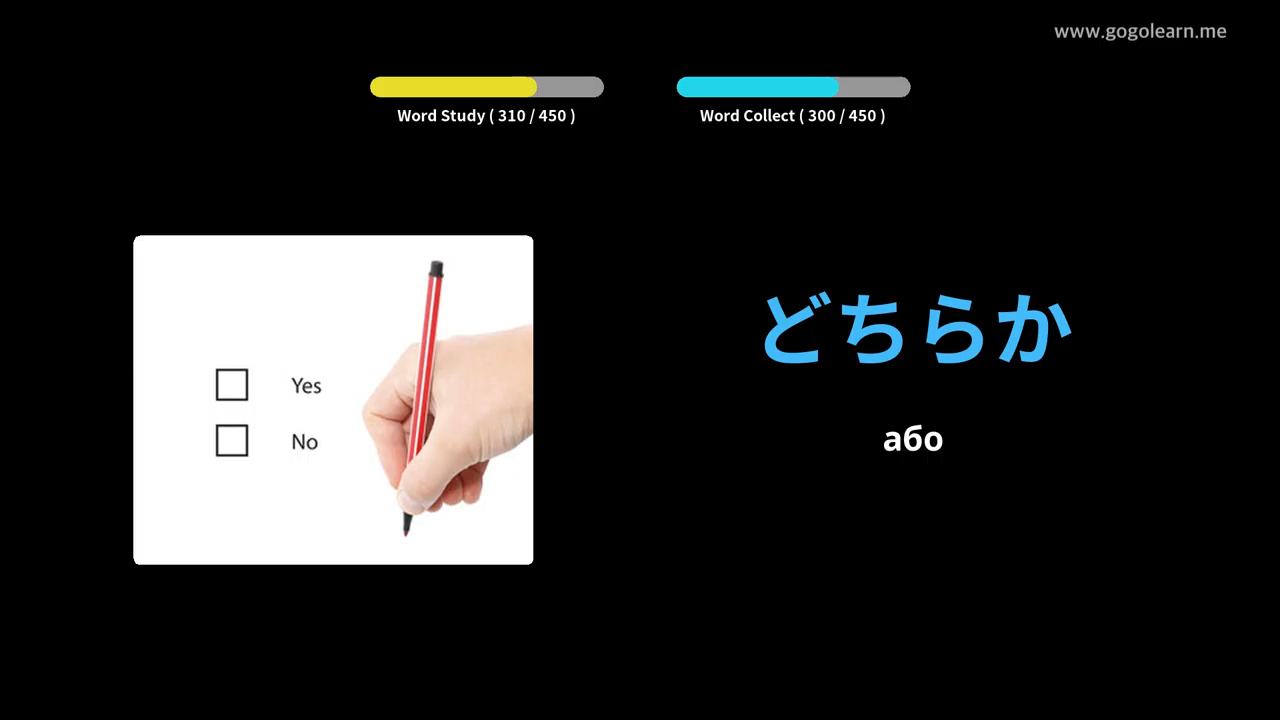 www.gogolearn.me
Word Study ( 310 / 450 )
Word Collect ( 300 / 450 )
Yes
No
どちらか
або